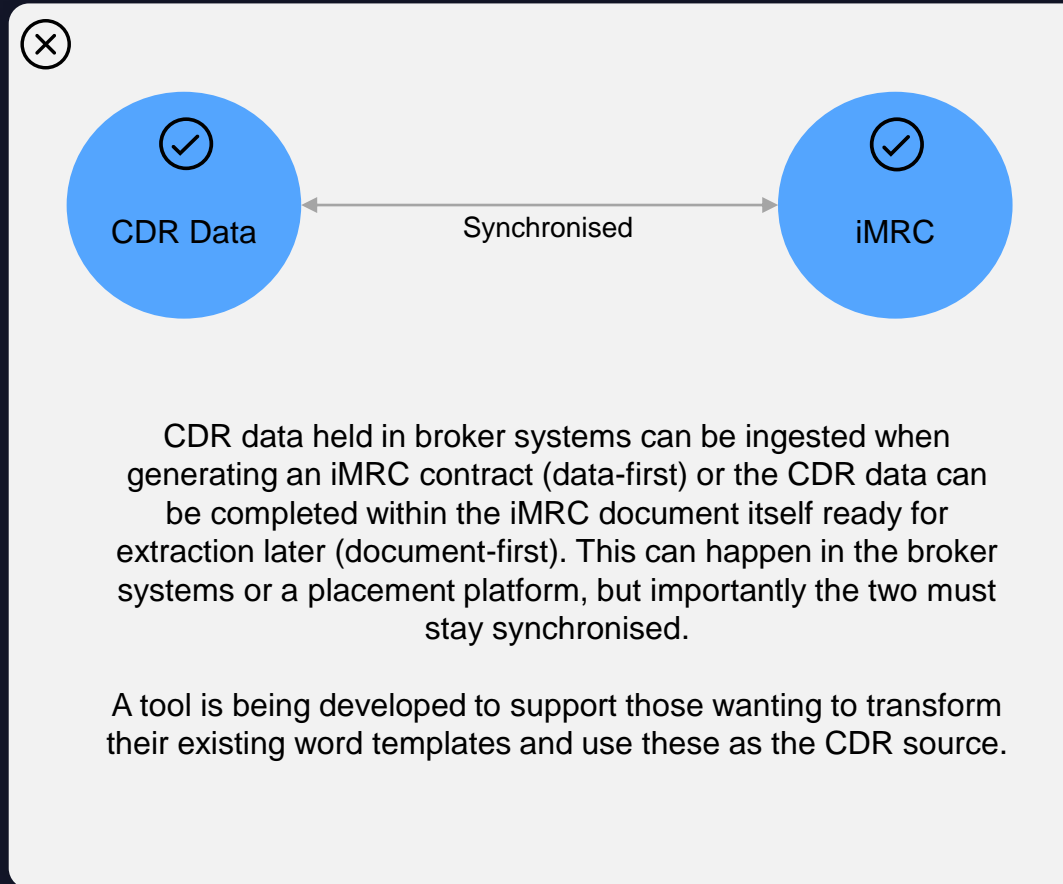 CDR Data
Synchronised
iMRC
CDR data held in broker systems can be ingested when
generating an iMRC contract (data-first) or the CDR data can
be completed within the iMRC document itself ready for
extraction later (document-first). This can happen in the broker
systems or a placement platform, but importantly the two must
stay synchronised.
A tool is being developed to support those wanting to transform
their existing word templates and use these as the CDR source.